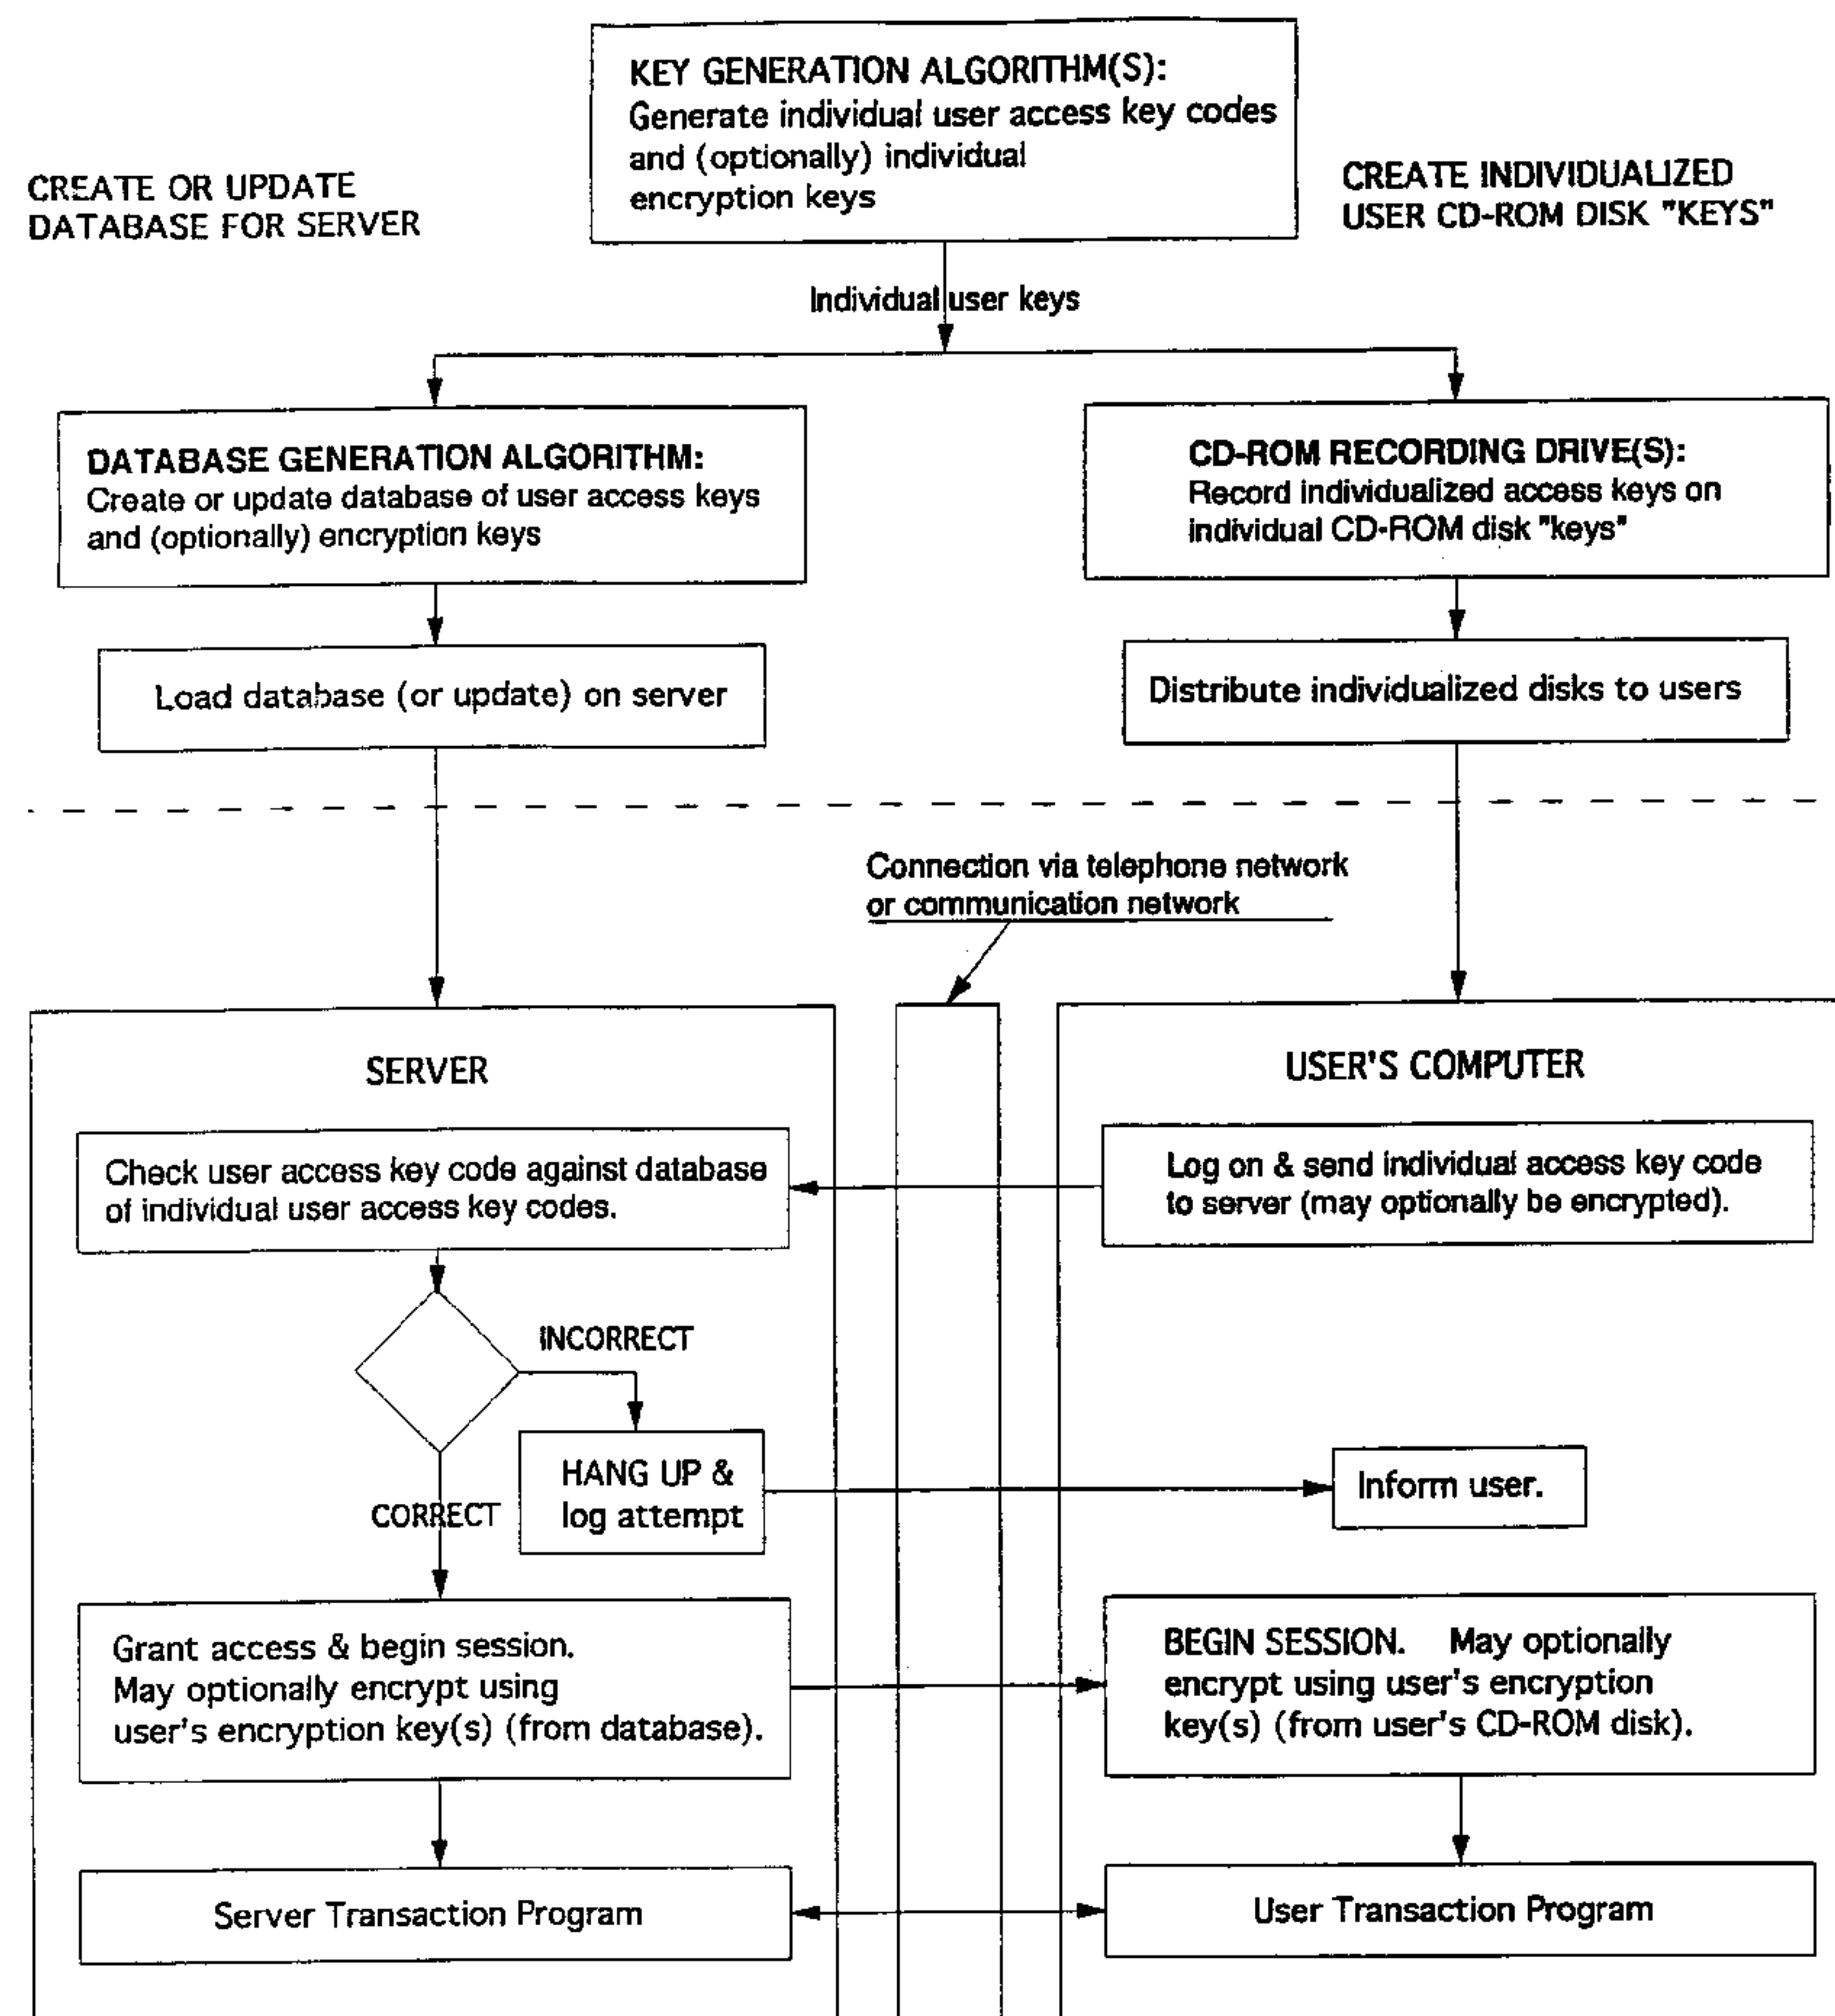 KEY GENERATION ALGORITHM(S):
Generate individual user access key codes
and (optionally) individual
encryption keys
CREATE OR UPDATE
DATABASE FOR SERVER
CREATE INDIVIDUALIZED
USER CD-ROM DISK "KEYS"
Individual user keys
DATABASE GENERATION ALGORITHM:
Create or update database of user access keys
and (optionally) encryption keys
CD-ROM RECORDING DRIVE(S):
Record individualized access keys on
individual CD-ROM disk "keys"
Load database (or update) on server
Distribute individualized disks to users
Connection via telephone network
or communication network
SERVER
USER'S COMPUTER
Check user access key code against database
of individual user access key codes.
Log on & send individual access key code
to server (may optionally be encrypted).
INCORRECT
HANG UP &
log attempt
Inform user.
CORRECT
Grant access & begin session.
May optionally encrypt using
user's encryption key(s) (from database).
BEGIN SESSION. May optionally
encrypt using user's encryption
key(s) (from user's CD-ROM disk).
Server Transaction Program
User Transaction Program